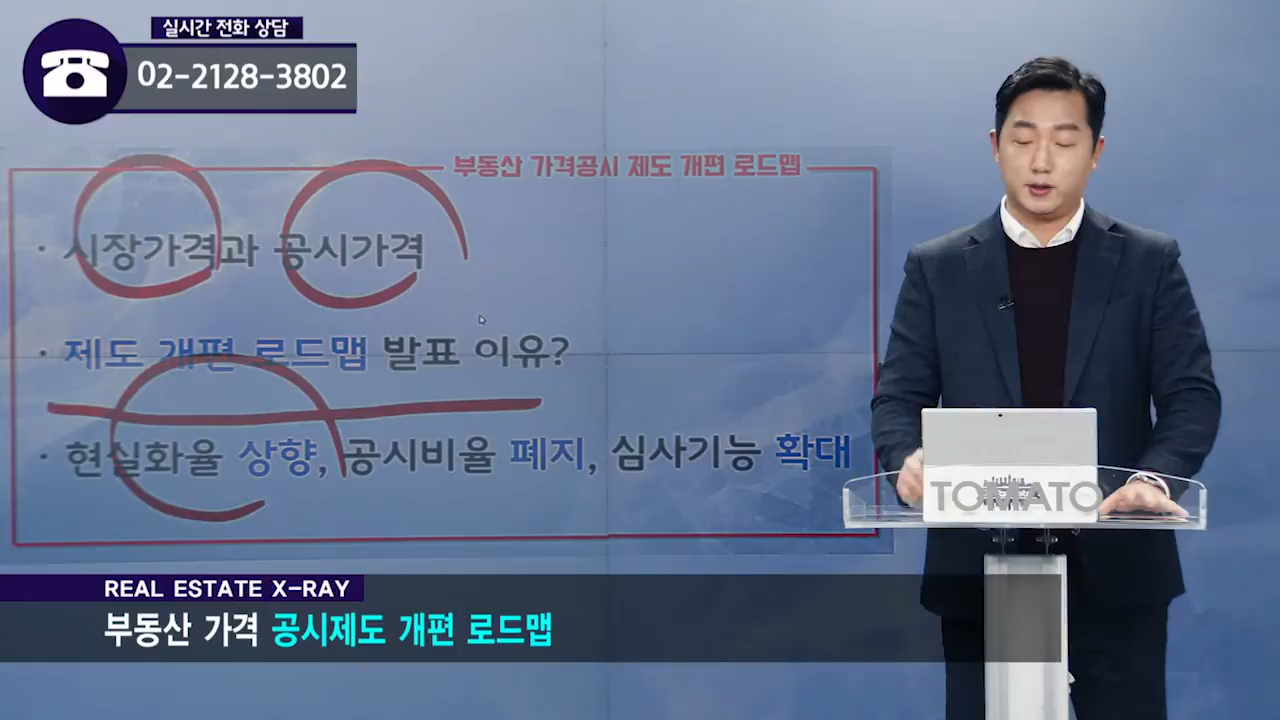 실시간 전화 상담
02-2128-3802
부동산 가격공시 제도 개편 로드맵
· 시장가격과 공시가격
· 제도 개편 로드맵 발표 이유?
· 현실화율 상향, 공시비율 폐지, 심사기능 확대
TOMATO
REAL ESTATE X-RAY
부동산 가격 공시제도 개편 로드맵